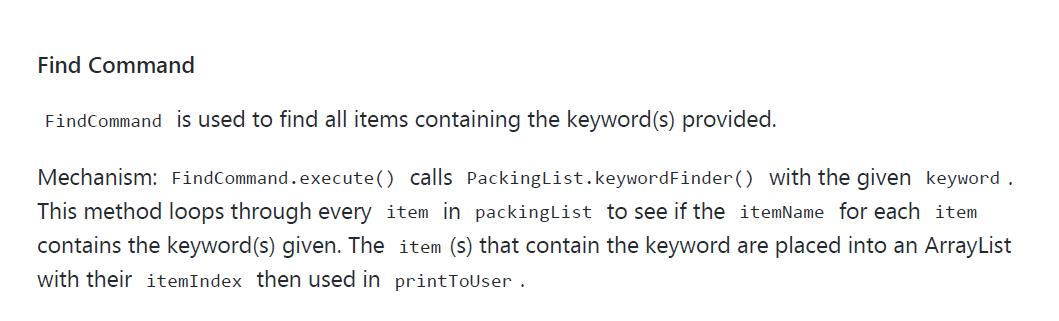 Find Command
FindCommand is used to find all items containing the keyword(s) provided.
Mechanism: FindCommand.execute() calls PackingList.keywordFinder() with the given keyword .
This method loops through every item in packingList to see if the itemName for each item
contains the keyword(s) given. The item (s) that contain the keyword are placed into an ArrayList
with their itemIndex then used in printToUser .